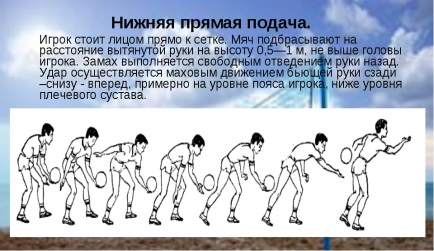 Нижняя прямая подача.
Игрок стоит лицом прямо к сетке. Мяч подбрасывают на
расстояние вытянутой руки на высоту 0,5—1 м, не выше головы
игрока. Замах выполняется свободным отведением руки назад.
Удар осуществляется маховым движением бьющей руки сзади
–снизу - вперед, примерно на уровне пояса игрока, ниже уровня
плечевого сустава.